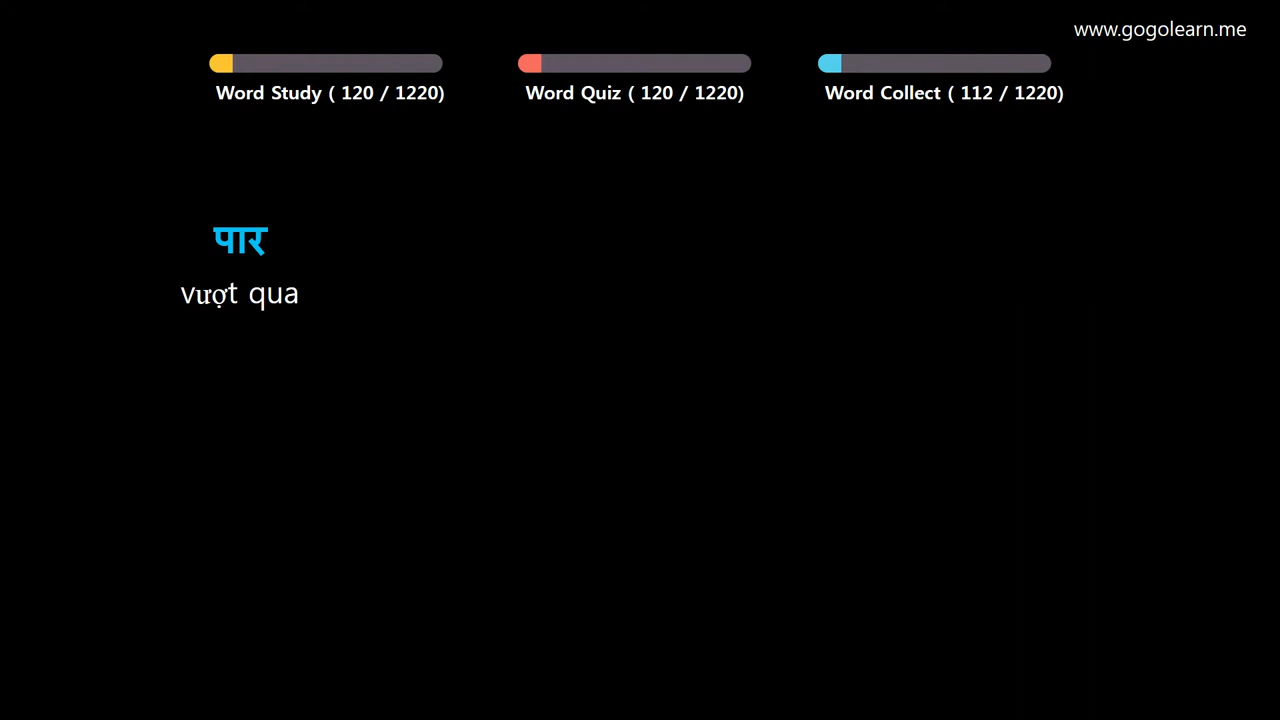 www.gogolearn.me
Word Study ( 120 / 1220)
Word Quiz ( 120 / 1220)
Word Collect ( 112 / 1220)
पार
vượt qua